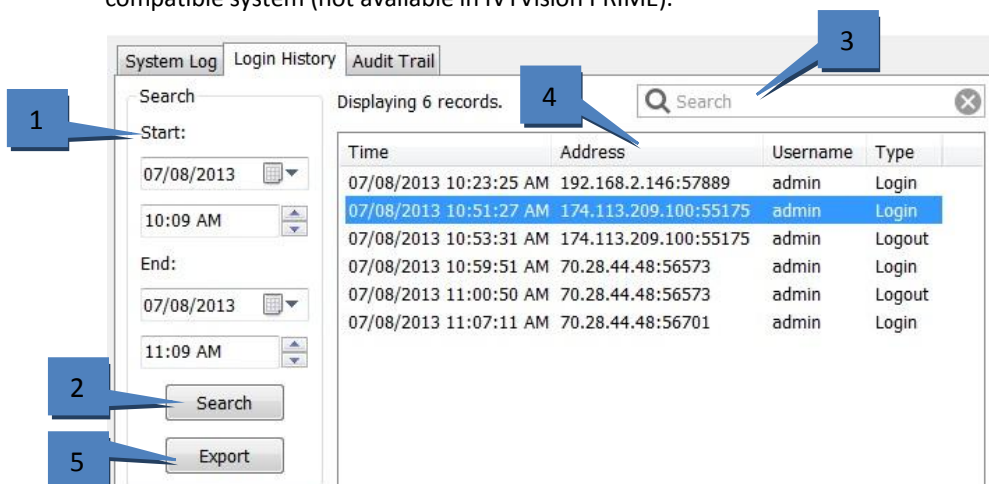 compatible system (not available in IVTVision PRIME).
3
System Log Login History Audit Trail
Search
Displaying 6 records.
4
Search
1
Start:
Time Address Username Type
07/08/2013
07/08/2013 10:23:25 AM 192.168.2.146:57889 admin Login
07/08/2013 10:51:27 AM 174.113.209.100:55175 admin Login
10:09 AM
07/08/2013 10:53:31 AM 174.113.209.100:55175 admin Logout
End:
07/08/2013 10:59:51 AM 70.28.44.48:56573 admin Login
07/08/2013
07/08/2013 11:00:50 AM 70.28.44.48:56573 admin Logout
07/08/2013 11:07:11 AM 70.28.44.48:56701 admin Login
11:09 AM
2
Search
5
Export